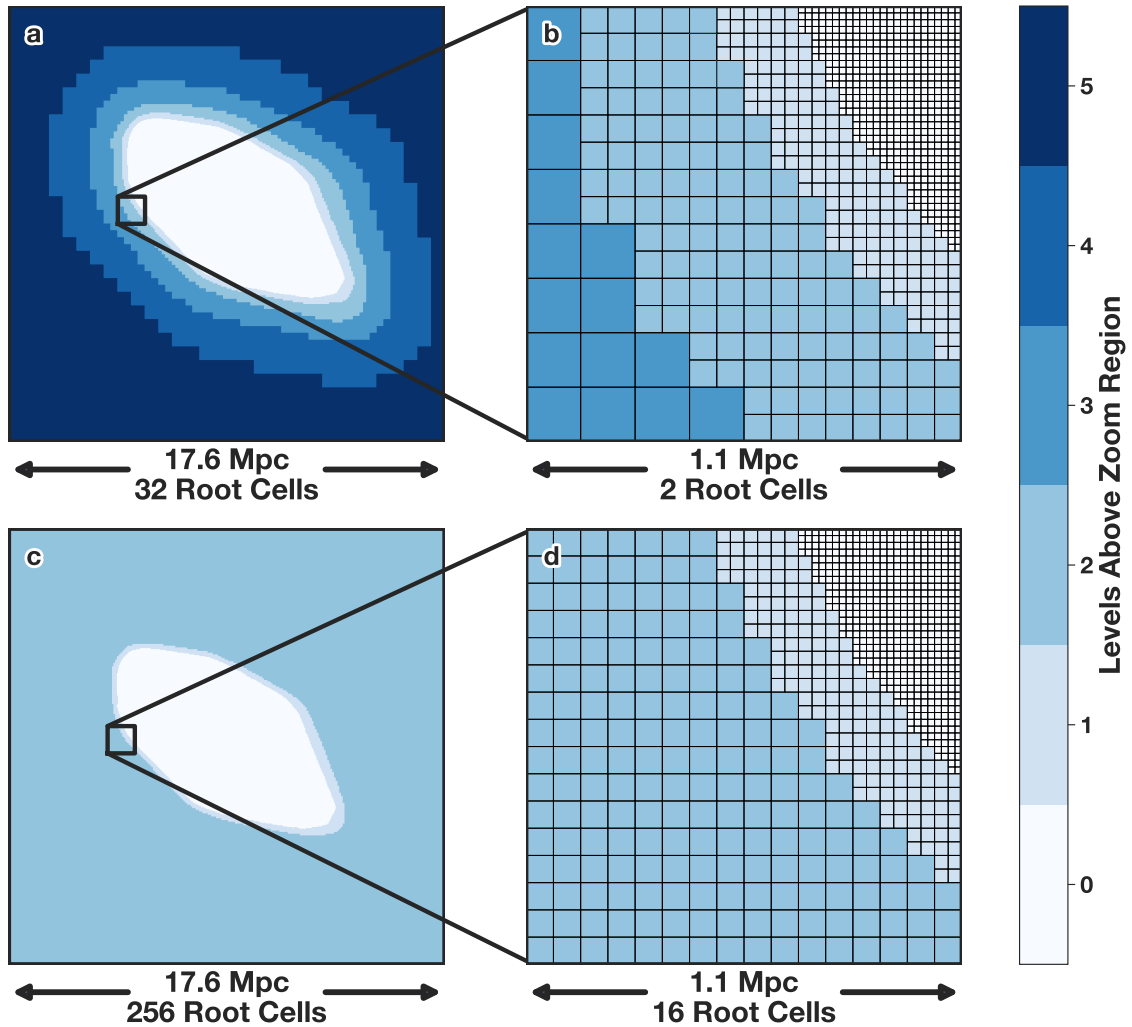 a
b
17.6 Mpc
32 Root Cells
1.1 Mpc
2 Root Cells
c
d
17.6 Mpc
256 Root Cells
1.1 Mpc
16 Root Cells
5
4
3
2
1
0
Levels Above Zoom Region